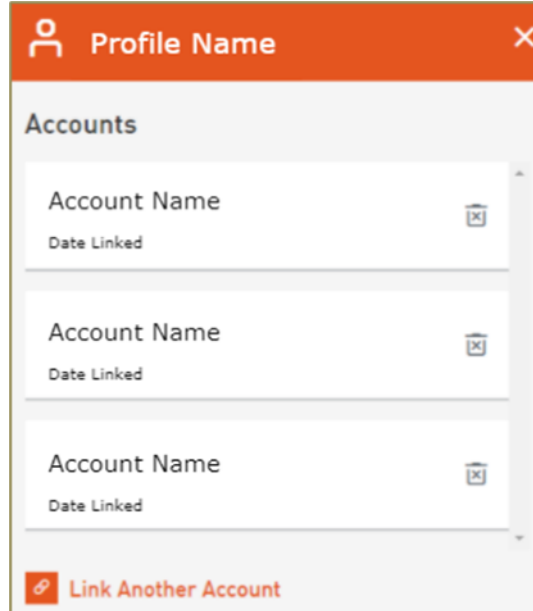 Profile Name
Accounts
Account Name
Date Linked
Account Name
Date Linked
Account Name
Date Linked
Link Another Account